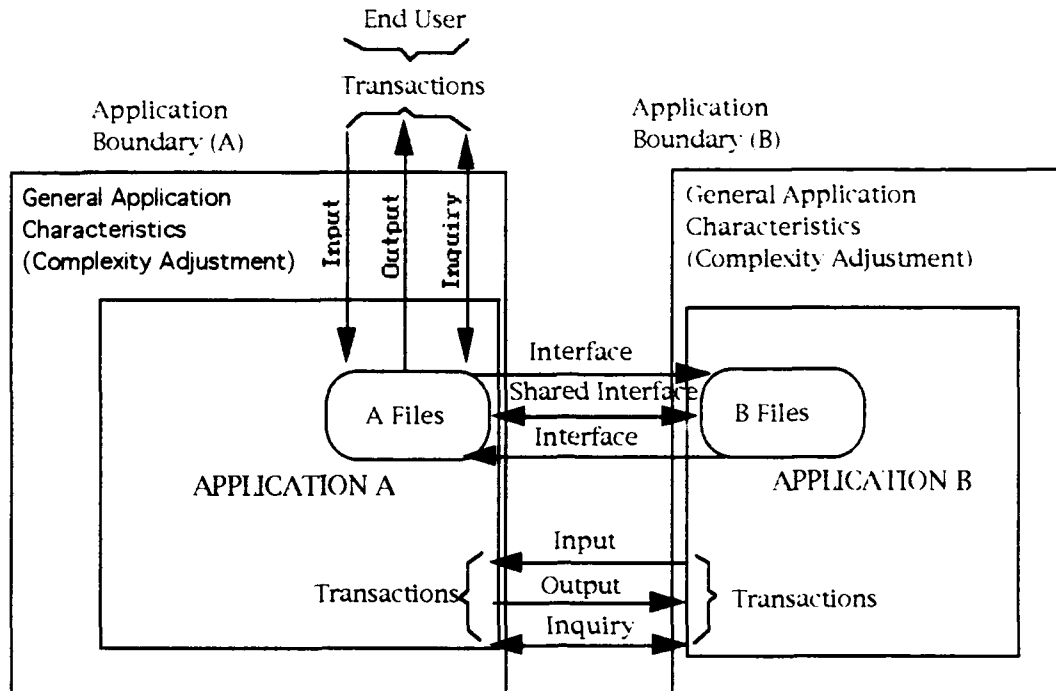 End User
Transactions
Application
Boundary (A)
Application
Boundary (B)
General Application
Characteristics
(Complexity Adjustment)
Input
Output
Inquiry
General Application
Characteristics
(Complexity Adjustment)
Interface
Shared Interface
Interface
A Files
B Files
APPLICATION A
APPLICATION B
Input
Output
Inquiry
Transactions
Transactions